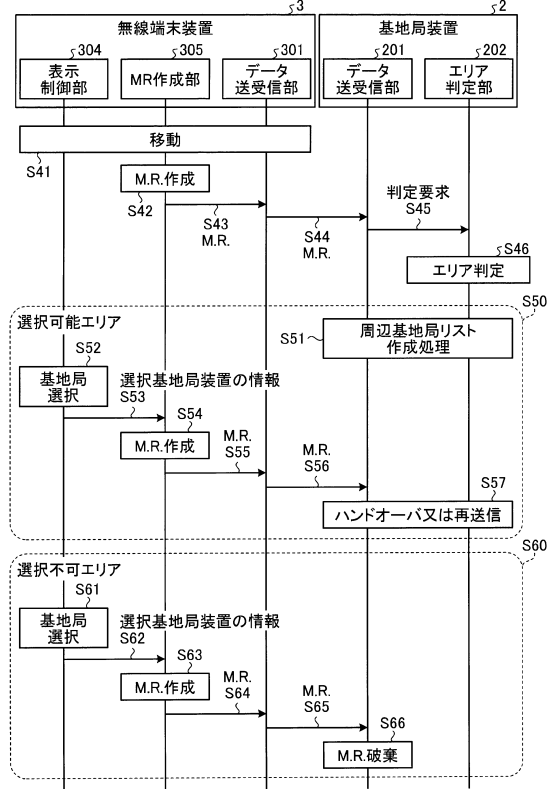 3
2
無線端末装置
基地局装置
304
305
301
201
202
表示
制御部
MR作成部
データ
送受信部
データ
送受信部
エリア
判定部
移動
S41
M.R.作成
S42
S43
M.R.
S44
M.R.
判定要求
S45
S46
エリア判定
S50
選択可能エリア
周辺基地局リスト
作成処理
S51
S52
基地局
選択
選択基地局装置の情報
S53
S54
M.R.作成
M.R.
S55
M.R.
S56
S57
ハンドオーバ又は再送信
S60
選択不可エリア
S61
基地局
選択
選択基地局装置の情報
S62
S63
M.R.作成
M.R.
S64
M.R.
S65
S66
M.R.破棄